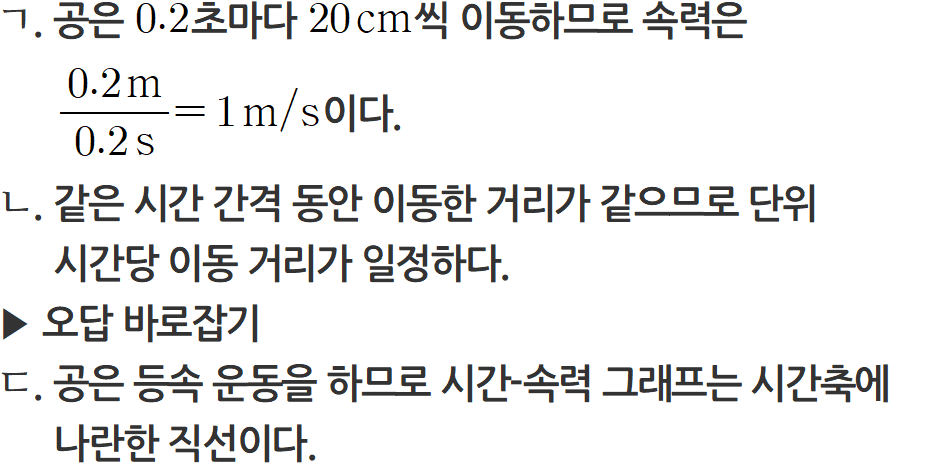 ㄱ. 공은 0.2초마다 20 cm씩 이동하므로 속력은
0.2 m
0.2 s
= 1 m/s이다.
ㄴ. 같은 시간 간격 동안 이동한 거리가 같으므로 단위
시간당 이동 거리가 일정하다.
▶ 오답 바로잡기
ㄷ. 공은 등속 운동을 하므로 시간-속력 그래프는 시간축에
나란한 직선이다.